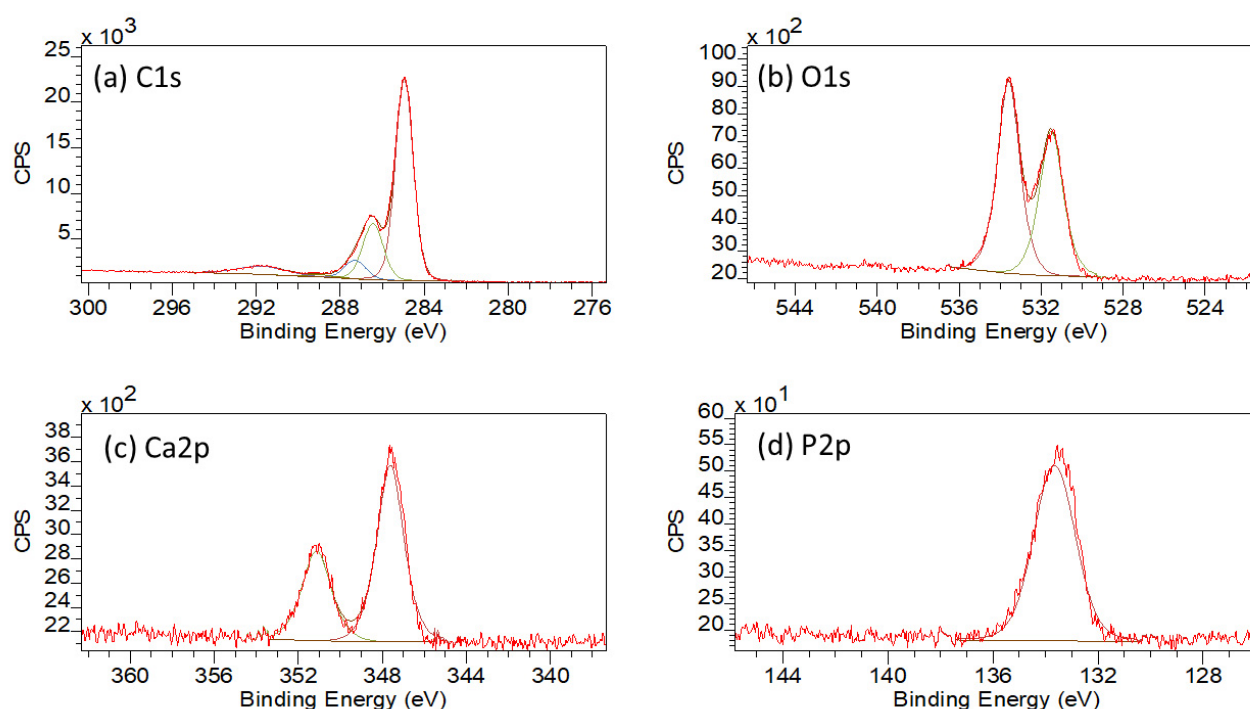 x 10³
(a) C1s
25
20
15
10
5
CPS
300 296 292 288 284 280 276
Binding Energy (eV)
x 10²
(b) O1s
100
90
80
70
60
50
40
30
20
CPS
544 540 536 532 528 524
Binding Energy (eV)
x 10²
(c) Ca2p
38
36
34
32
30
28
26
24
22
CPS
360 356 352 348 344 340
Binding Energy (eV)
x 10¹
(d) P2p
60
55
50
45
40
35
30
25
20
CPS
144 140 136 132 128
Binding Energy (eV)